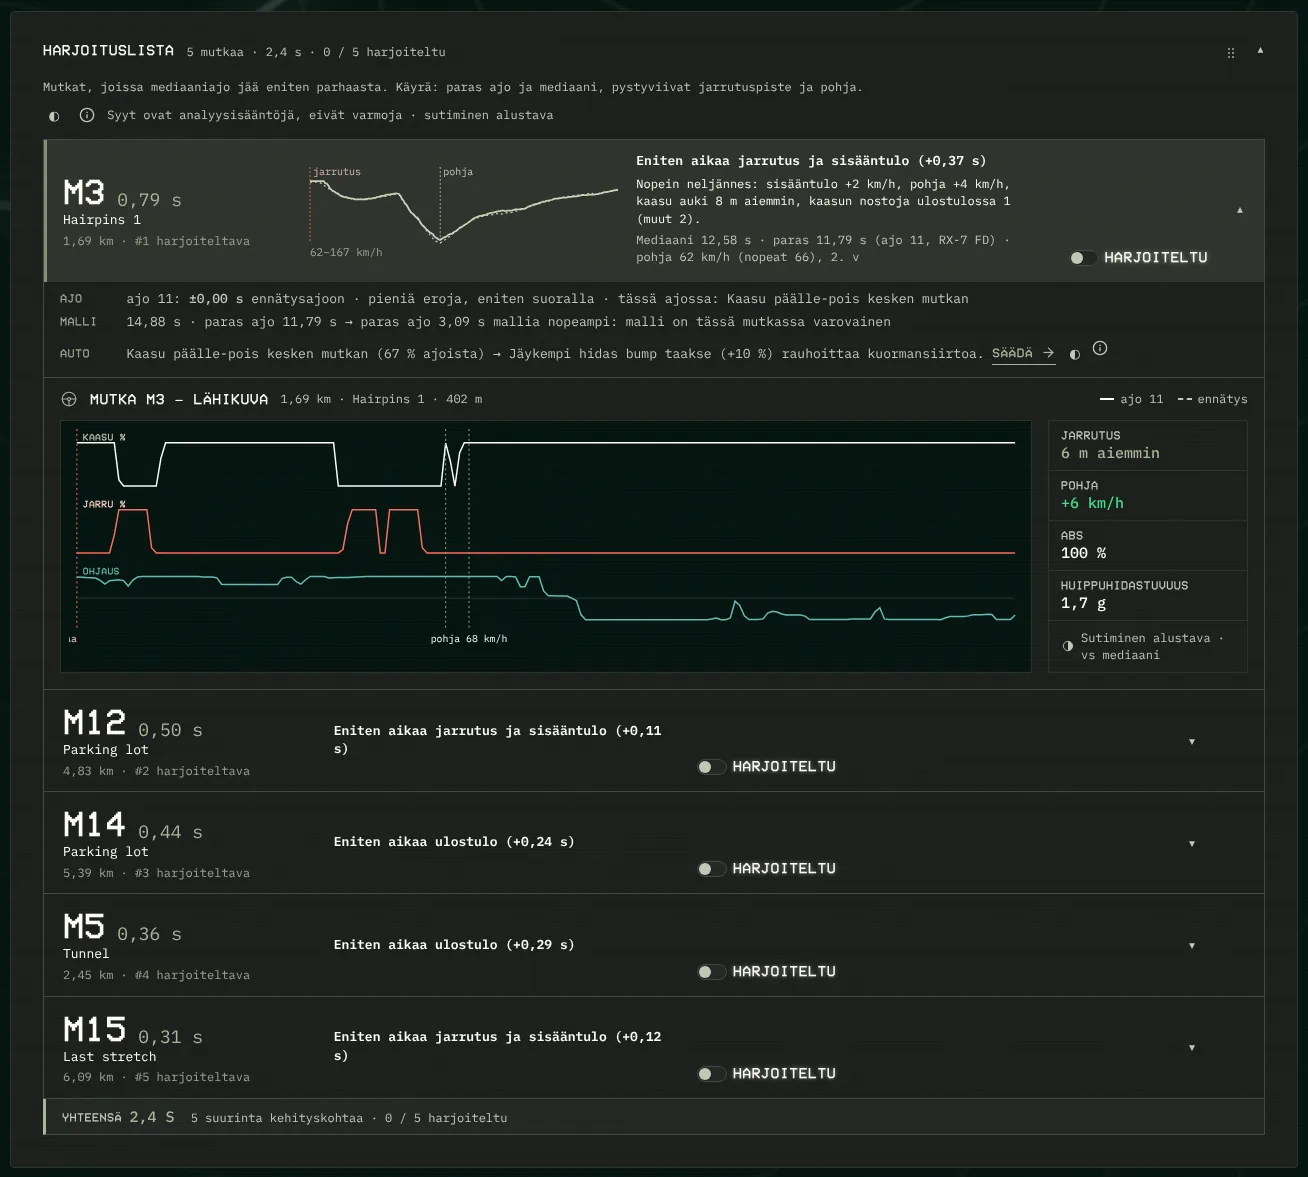 HARJOITUSLISTA 5 mutkaa · 2,4 s · 0 / 5 harjoiteltu
Mutkat, joissa mediaaniajo jää eniten parhaasta. Käyrä: paras ajo ja mediaani, pystyviivat jarrutuspiste ja pohja.
Syyt ovat analyysisääntöjä, eivät varmoja · sutiminen alustava
M3 0,79 s
Hairpins 1
1,69 km · #1 harjoiteltava
jarrutus
pohja
62–167 km/h
Eniten aikaa jarrutus ja sisääntulo (+0,37 s)
Nopein neljännes: sisääntulo +2 km/h, pohja +4 km/h,
kaasu auki 8 m aiemmin, kaasun nostoja ulostulossa 1
(muut 2).
Mediaani 12,58 s · paras 11,79 s (ajo 11, RX-7 FD) ·
pohja 62 km/h (nopeat 66), 2. v
HARJOITELTU
AJO ajo 11: ±0,00 s ennätysajoon · pieniä eroja, eniten suoralla · tässä ajossa: Kaasu päälle-pois kesken mutkan
MALLI 14,88 s · paras ajo 11,79 s → paras ajo 3,09 s mallia nopeampi: malli on tässä mutkassa varovainen
AUTO Kaasu päälle-pois kesken mutkan (67 % ajoista) → Jäykempi hidas bump taakse (+10 %) rauhoittaa kuormansiirtoa. SÄÄDÄ →
MUTKA M3 – LÄHIKUVA 1,69 km · Hairpins 1 · 402 m
ajo 11 ennätys
KAASU %
JARRU %
OHJAUS
aa
pohja 68 km/h
JARRUTUS
6 m aiemmin
POHJA
+6 km/h
ABS
100 %
HUIPPUHIDASTUVUUS
1,7 g
Sutiminen alustava ·
vs mediaani
M12 0,50 s
Parking lot
4,83 km · #2 harjoiteltava
Eniten aikaa jarrutus ja sisääntulo (+0,11
s)
HARJOITELTU
M14 0,44 s
Parking lot
5,39 km · #3 harjoiteltava
Eniten aikaa ulostulo (+0,24 s)
HARJOITELTU
M5 0,36 s
Tunnel
2,45 km · #4 harjoiteltava
Eniten aikaa ulostulo (+0,29 s)
HARJOITELTU
M15 0,31 s
Last stretch
6,09 km · #5 harjoiteltava
Eniten aikaa jarrutus ja sisääntulo (+0,12
s)
HARJOITELTU
YHTEENSÄ 2,4 S 5 suurinta kehityskohtaa · 0 / 5 harjoiteltu